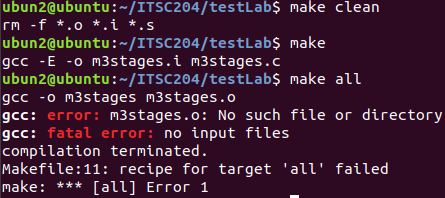 ubun2@ubuntu:~/ITSC204/testLab$ make clean
rm -f *.o *.i *.s
ubun2@ubuntu:~/ITSC204/testLab$ make
gcc -E -o m3stages.i m3stages.c
ubun2@ubuntu:~/ITSC204/testLab$ make all
gcc -o m3stages m3stages.o
gcc: error: m3stages.o: No such file or directory
gcc: fatal error: no input files
compilation terminated.
Makefile:11: recipe for target 'all' failed
make: *** [all] Error 1